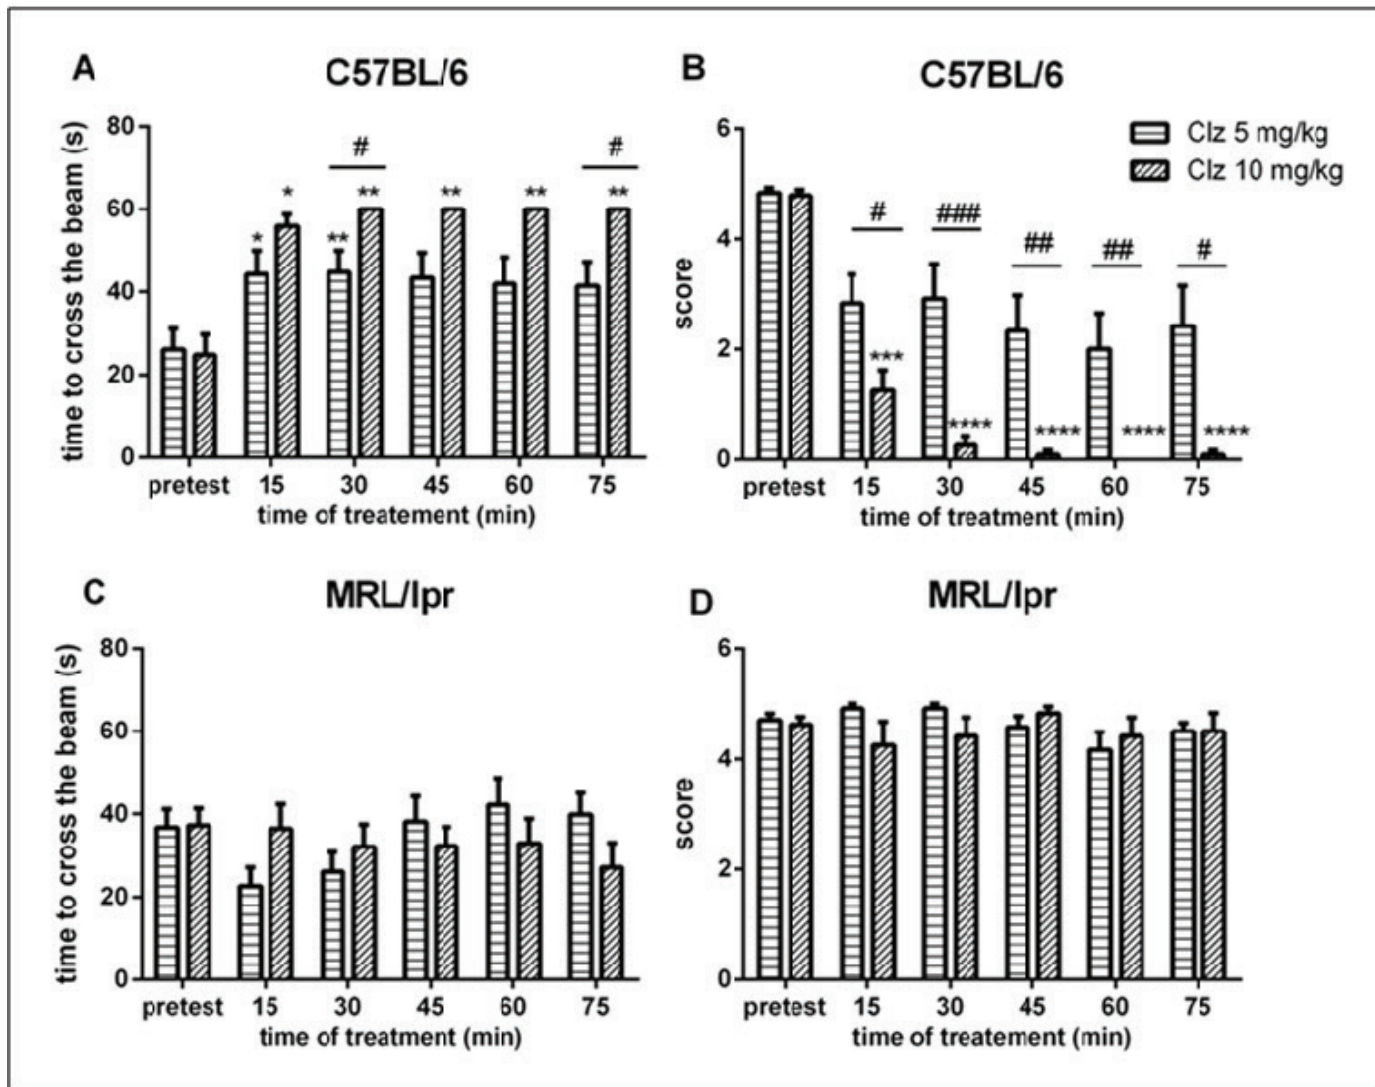 A
C57BL/6
time to cross the beam (s)
80
60
40
20
0
#
#
*
*
**
**
**
**
**
pretest 15 30 45 60 75
time of treatement (min)
B
C57BL/6
Clz 5 mg/kg
Clz 10 mg/kg
score
6
4
2
0
#
###
##
##
#
***
****
****
****
****
pretest 15 30 45 60 75
time of treatment (min)
C
MRL/lpr
time to cross the beam (s)
80
60
40
20
0
pretest 15 30 45 60 75
time of treatement (min)
D
MRL/lpr
score
6
4
2
0
pretest 15 30 45 60 75
time of treatement (min)